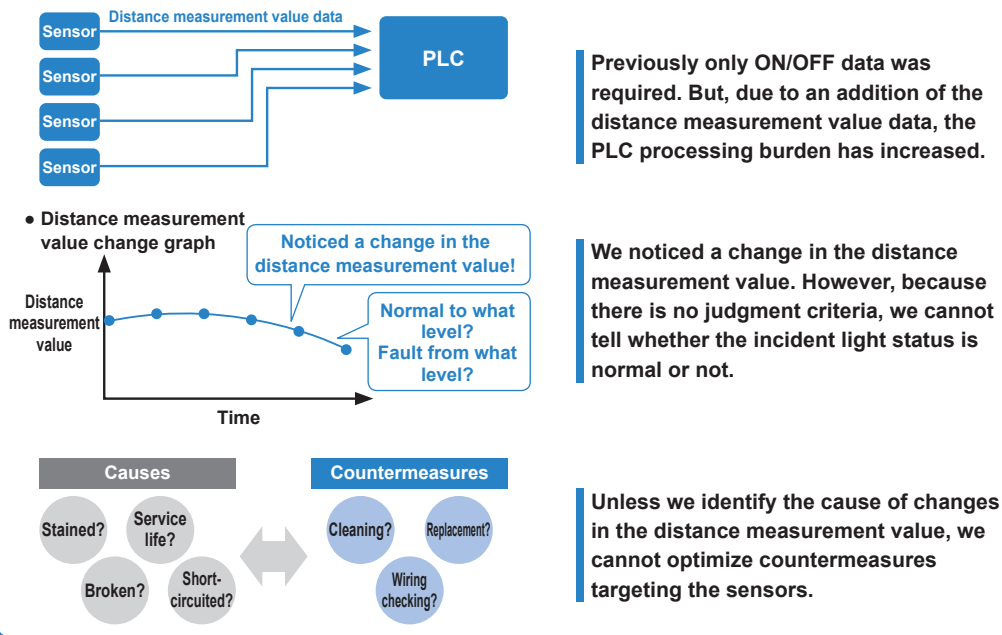 Distance measurement value data
Sensor
Sensor
Sensor
Sensor
PLC
Previously only ON/OFF data was
required. But, due to an addition of the
distance measurement value data, the
PLC processing burden has increased.
● Distance measurement
value change graph
Noticed a change in the
distance measurement value!
Distance
measurement
value
Normal to what
level?
Fault from what
level?
Time
We noticed a change in the distance
measurement value. However, because
there is no judgment criteria, we cannot
tell whether the incident light status is
normal or not.
Causes
Stained?
Service
life?
Broken?
Short-
circuited?
Countermeasures
Cleaning?
Replacement?
Wiring
checking?
Unless we identify the cause of changes
in the distance measurement value, we
cannot optimize countermeasures
targeting the sensors.